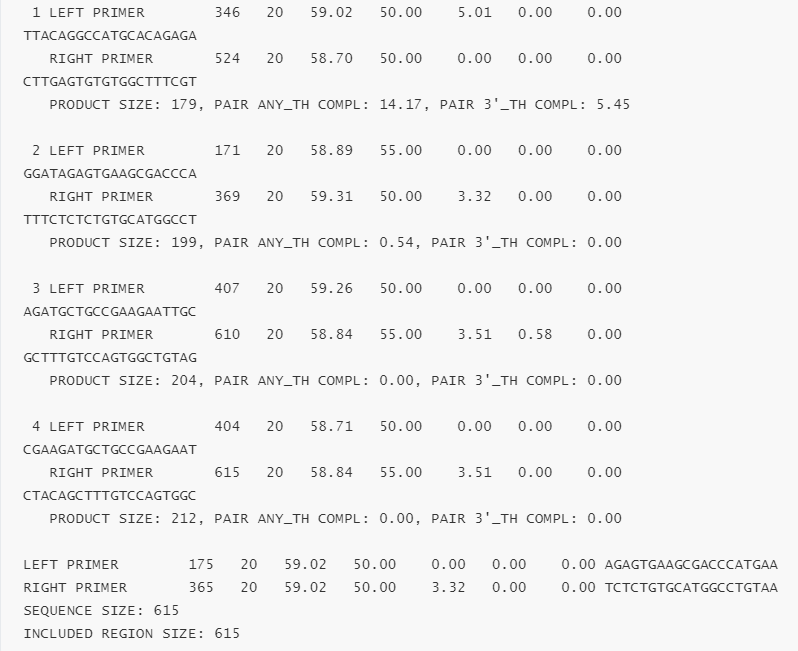 1 LEFT PRIMER 346 20 59.02 50.00 5.01 0.00 0.00
TTACAGGCCATGCACAGAGA
RIGHT PRIMER 524 20 58.70 50.00 0.00 0.00 0.00
CTTGAGTGTGTGGCTTTCGT
PRODUCT SIZE: 179, PAIR ANY_TH COMPL: 14.17, PAIR 3'_TH COMPL: 5.45
2 LEFT PRIMER 171 20 58.89 55.00 0.00 0.00 0.00
GGATAGAGTGAAGCGACCCA
RIGHT PRIMER 369 20 59.31 50.00 3.32 0.00 0.00
TTTCTCTCTGTGCATGGCCT
PRODUCT SIZE: 199, PAIR ANY_TH COMPL: 0.54, PAIR 3'_TH COMPL: 0.00
3 LEFT PRIMER 407 20 59.26 50.00 0.00 0.00 0.00
AGATGCTGCCGAAGAATTGC
RIGHT PRIMER 610 20 58.84 55.00 3.51 0.58 0.00
GCTTTGTCCAGTGGCTGTAG
PRODUCT SIZE: 204, PAIR ANY_TH COMPL: 0.00, PAIR 3'_TH COMPL: 0.00
4 LEFT PRIMER 404 20 58.71 50.00 0.00 0.00 0.00
CGAAGATGCTGCCGAAGAAT
RIGHT PRIMER 615 20 58.84 55.00 3.51 0.00 0.00
CTACAGCTTTGTCCAGTGGC
PRODUCT SIZE: 212, PAIR ANY_TH COMPL: 0.00, PAIR 3'_TH COMPL: 0.00
LEFT PRIMER 175 20 59.02 50.00 0.00 0.00 0.00 AGAGTGAAGCGACCCATGAA
RIGHT PRIMER 365 20 59.02 50.00 3.32 0.00 0.00 TCTCTGTGCATGGCCTGTAA
SEQUENCE SIZE: 615
INCLUDED REGION SIZE: 615